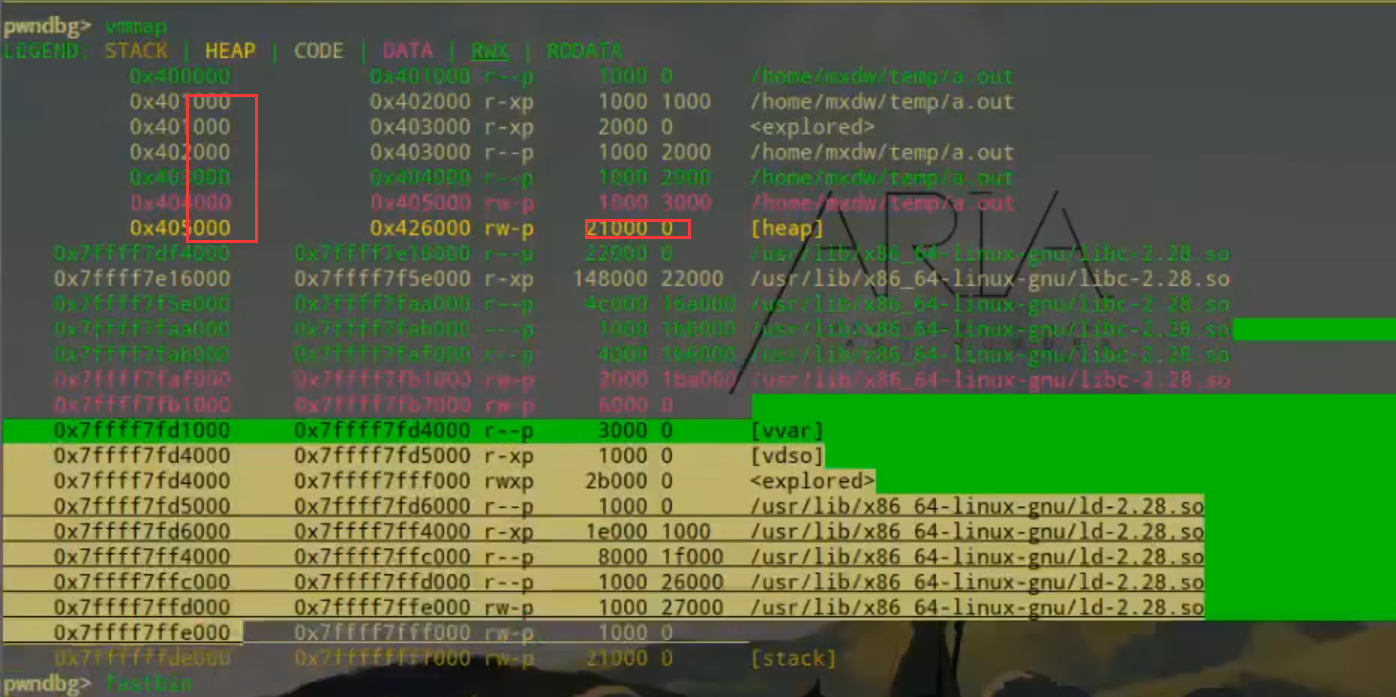 pwndbg> vmmap
LEGEND: STACK | HEAP | CODE | DATA | RWX | RODATA
0x400000 0x401000 r--p 1000 0 /home/mxdw/temp/a.out
0x401000 0x402000 r-xp 1000 1000 /home/mxdw/temp/a.out
0x401000 0x403000 r-xp 2000 0 <explored>
0x402000 0x403000 r--p 1000 2000 /home/mxdw/temp/a.out
0x403000 0x404000 r--p 1000 2000 /home/mxdw/temp/a.out
0x404000 0x405000 rw-p 1000 3000 /home/mxdw/temp/a.out
0x405000 0x426000 rw-p 21000 0 [heap]
0x7ffff7df4000 0x7ffff7e16000 r--p 22000 0 /usr/lib/x86_64-linux-gnu/libc-2.28.so
0x7ffff7e16000 0x7ffff7f5e000 r-xp 148000 22000 /usr/lib/x86_64-linux-gnu/libc-2.28.so
0x7ffff7f5e000 0x7ffff7faa000 r--p 4c000 16a000 /usr/lib/x86_64-linux-gnu/libc-2.28.so
0x7ffff7faa000 0x7ffff7fab000 ---p 1000 1b6000 /usr/lib/x86_64-linux-gnu/libc-2.28.so
0x7ffff7fab000 0x7ffff7faf000 r--p 4000 1b6000 /usr/lib/x86_64-linux-gnu/libc-2.28.so
0x7ffff7faf000 0x7ffff7fb1000 rw-p 2000 1ba000 /usr/lib/x86_64-linux-gnu/libc-2.28.so
0x7ffff7fb1000 0x7ffff7fb7000 rw-p 6000 0
0x7ffff7fd1000 0x7ffff7fd4000 r--p 3000 0 [vvar]
0x7ffff7fd4000 0x7ffff7fd5000 r-xp 1000 0 [vdso]
0x7ffff7fd4000 0x7ffff7fff000 rwxp 2b000 0 <explored>
0x7ffff7fd5000 0x7ffff7fd6000 r--p 1000 0 /usr/lib/x86_64-linux-gnu/ld-2.28.so
0x7ffff7fd6000 0x7ffff7ff4000 r-xp 1e000 1000 /usr/lib/x86_64-linux-gnu/ld-2.28.so
0x7ffff7ff4000 0x7ffff7ffc000 r--p 8000 1f000 /usr/lib/x86_64-linux-gnu/ld-2.28.so
0x7ffff7ffc000 0x7ffff7ffd000 r--p 1000 26000 /usr/lib/x86_64-linux-gnu/ld-2.28.so
0x7ffff7ffd000 0x7ffff7ffe000 rw-p 1000 27000 /usr/lib/x86_64-linux-gnu/ld-2.28.so
0x7ffff7ffe000 0x7ffff7fff000 rw-p 1000 0
0x7ffffffde000 0x7ffffffff000 rw-p 21000 0 [stack]
pwndbg> fastbin
ARIA